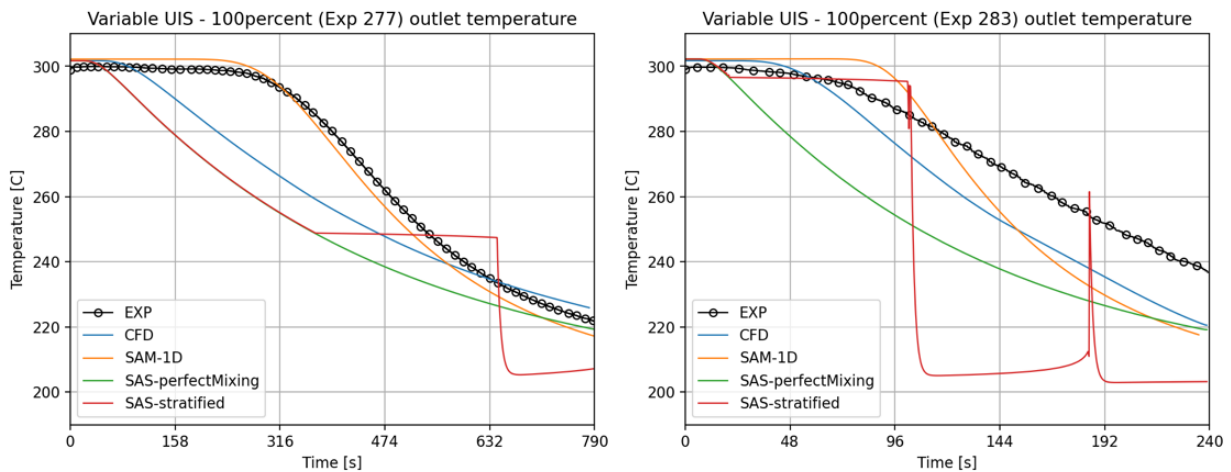 Variable UIS - 100percent (Exp 277) outlet temperature
Temperature [C]
300
280
260
240
220
200
EXP
CFD
SAM-1D
SAS-perfectMixing
SAS-stratified
0 158 316 474 632 790
Time [s]
Variable UIS - 100percent (Exp 283) outlet temperature
Temperature [C]
300
280
260
240
220
200
EXP
CFD
SAM-1D
SAS-perfectMixing
SAS-stratified
0 48 96 144 192 240
Time [s]